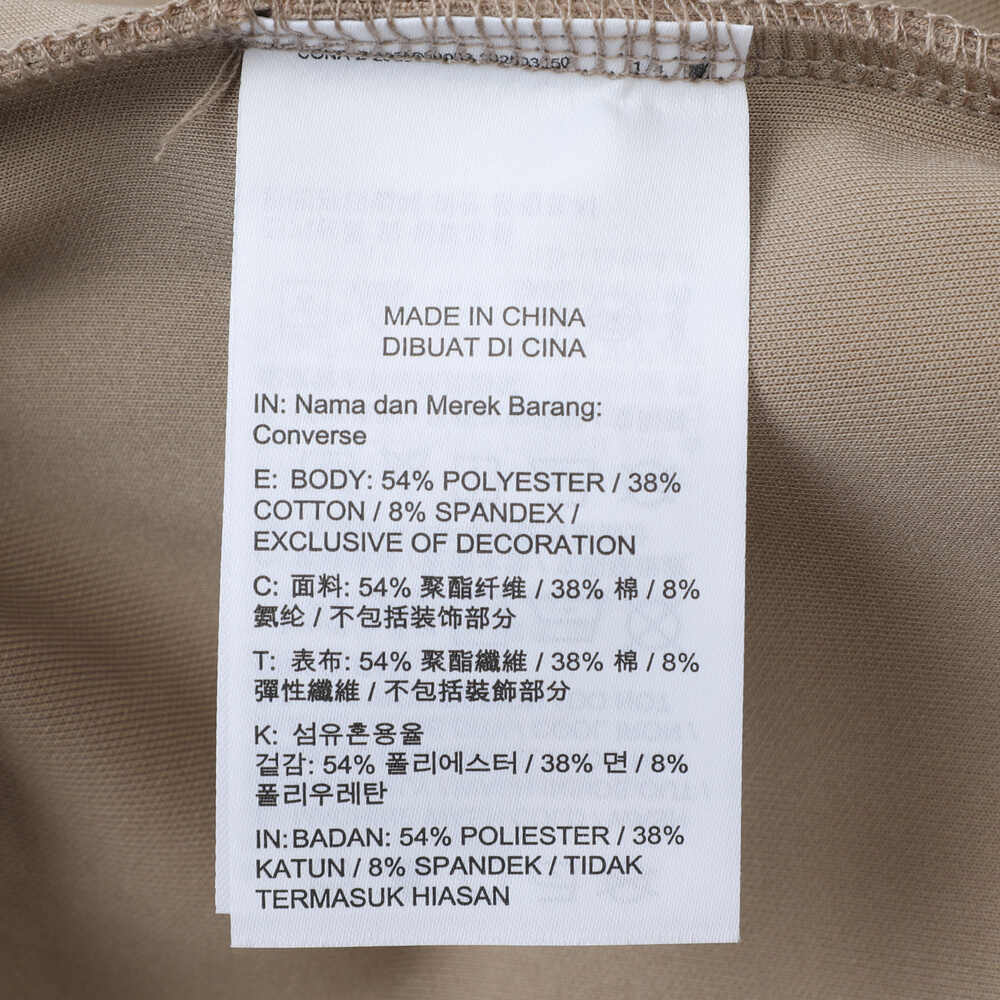 MADE IN CHINA
DIBUAT DI CINA
IN: Nama dan Merek Barang:
Converse
E: BODY: 54% POLYESTER / 38%
COTTON / 8% SPANDEX /
EXCLUSIVE OF DECORATION
C: 面料: 54% 聚酯纤维 / 38% 棉 / 8%
氨纶 / 不包括装饰部分
T: 表布: 54% 聚酯纖維 / 38% 棉 / 8%
彈性纖維 / 不包括裝飾部分
K: 섬유혼용율
겉감: 54% 폴리에스터 / 38% 면 / 8%
폴리우레탄
IN: BADAN: 54% POLIESTER / 38%
KATUN / 8% SPANDEK / TIDAK
TERMASUK HIASAN